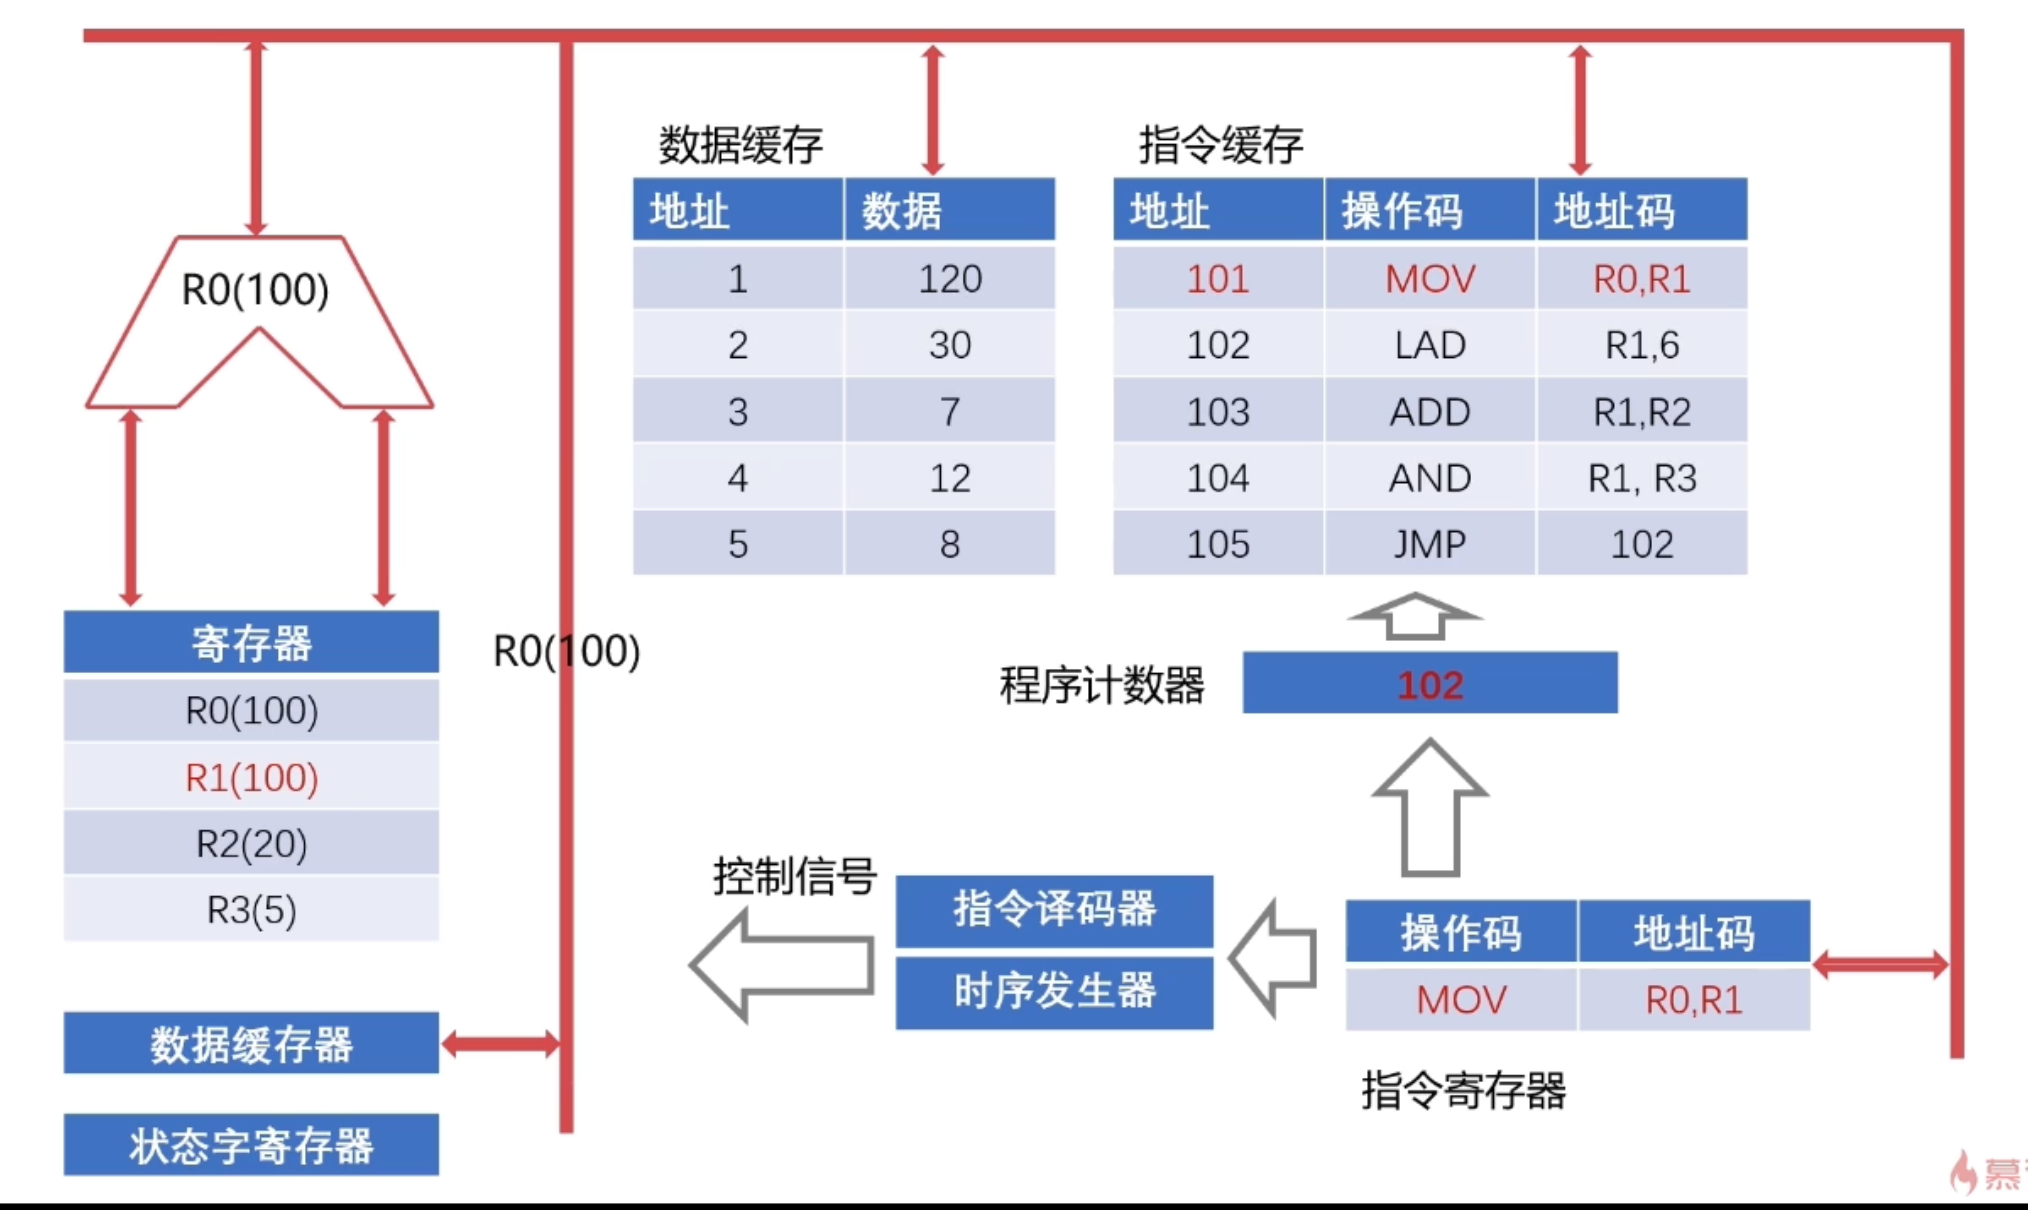 R0(100)
数据缓存
地址 数据
1 120
2 30
3 7
4 12
5 8
指令缓存
地址 操作码 地址码
101 MOV R0,R1
102 LAD R1,6
103 ADD R1,R2
104 AND R1, R3
105 JMP 102
寄存器
R0(100)
R1(100)
R2(20)
R3(5)
R0(100)
程序计数器
102
控制信号
指令译码器
时序发生器
操作码 地址码
MOV R0,R1
指令寄存器
数据缓存器
状态字寄存器
慕